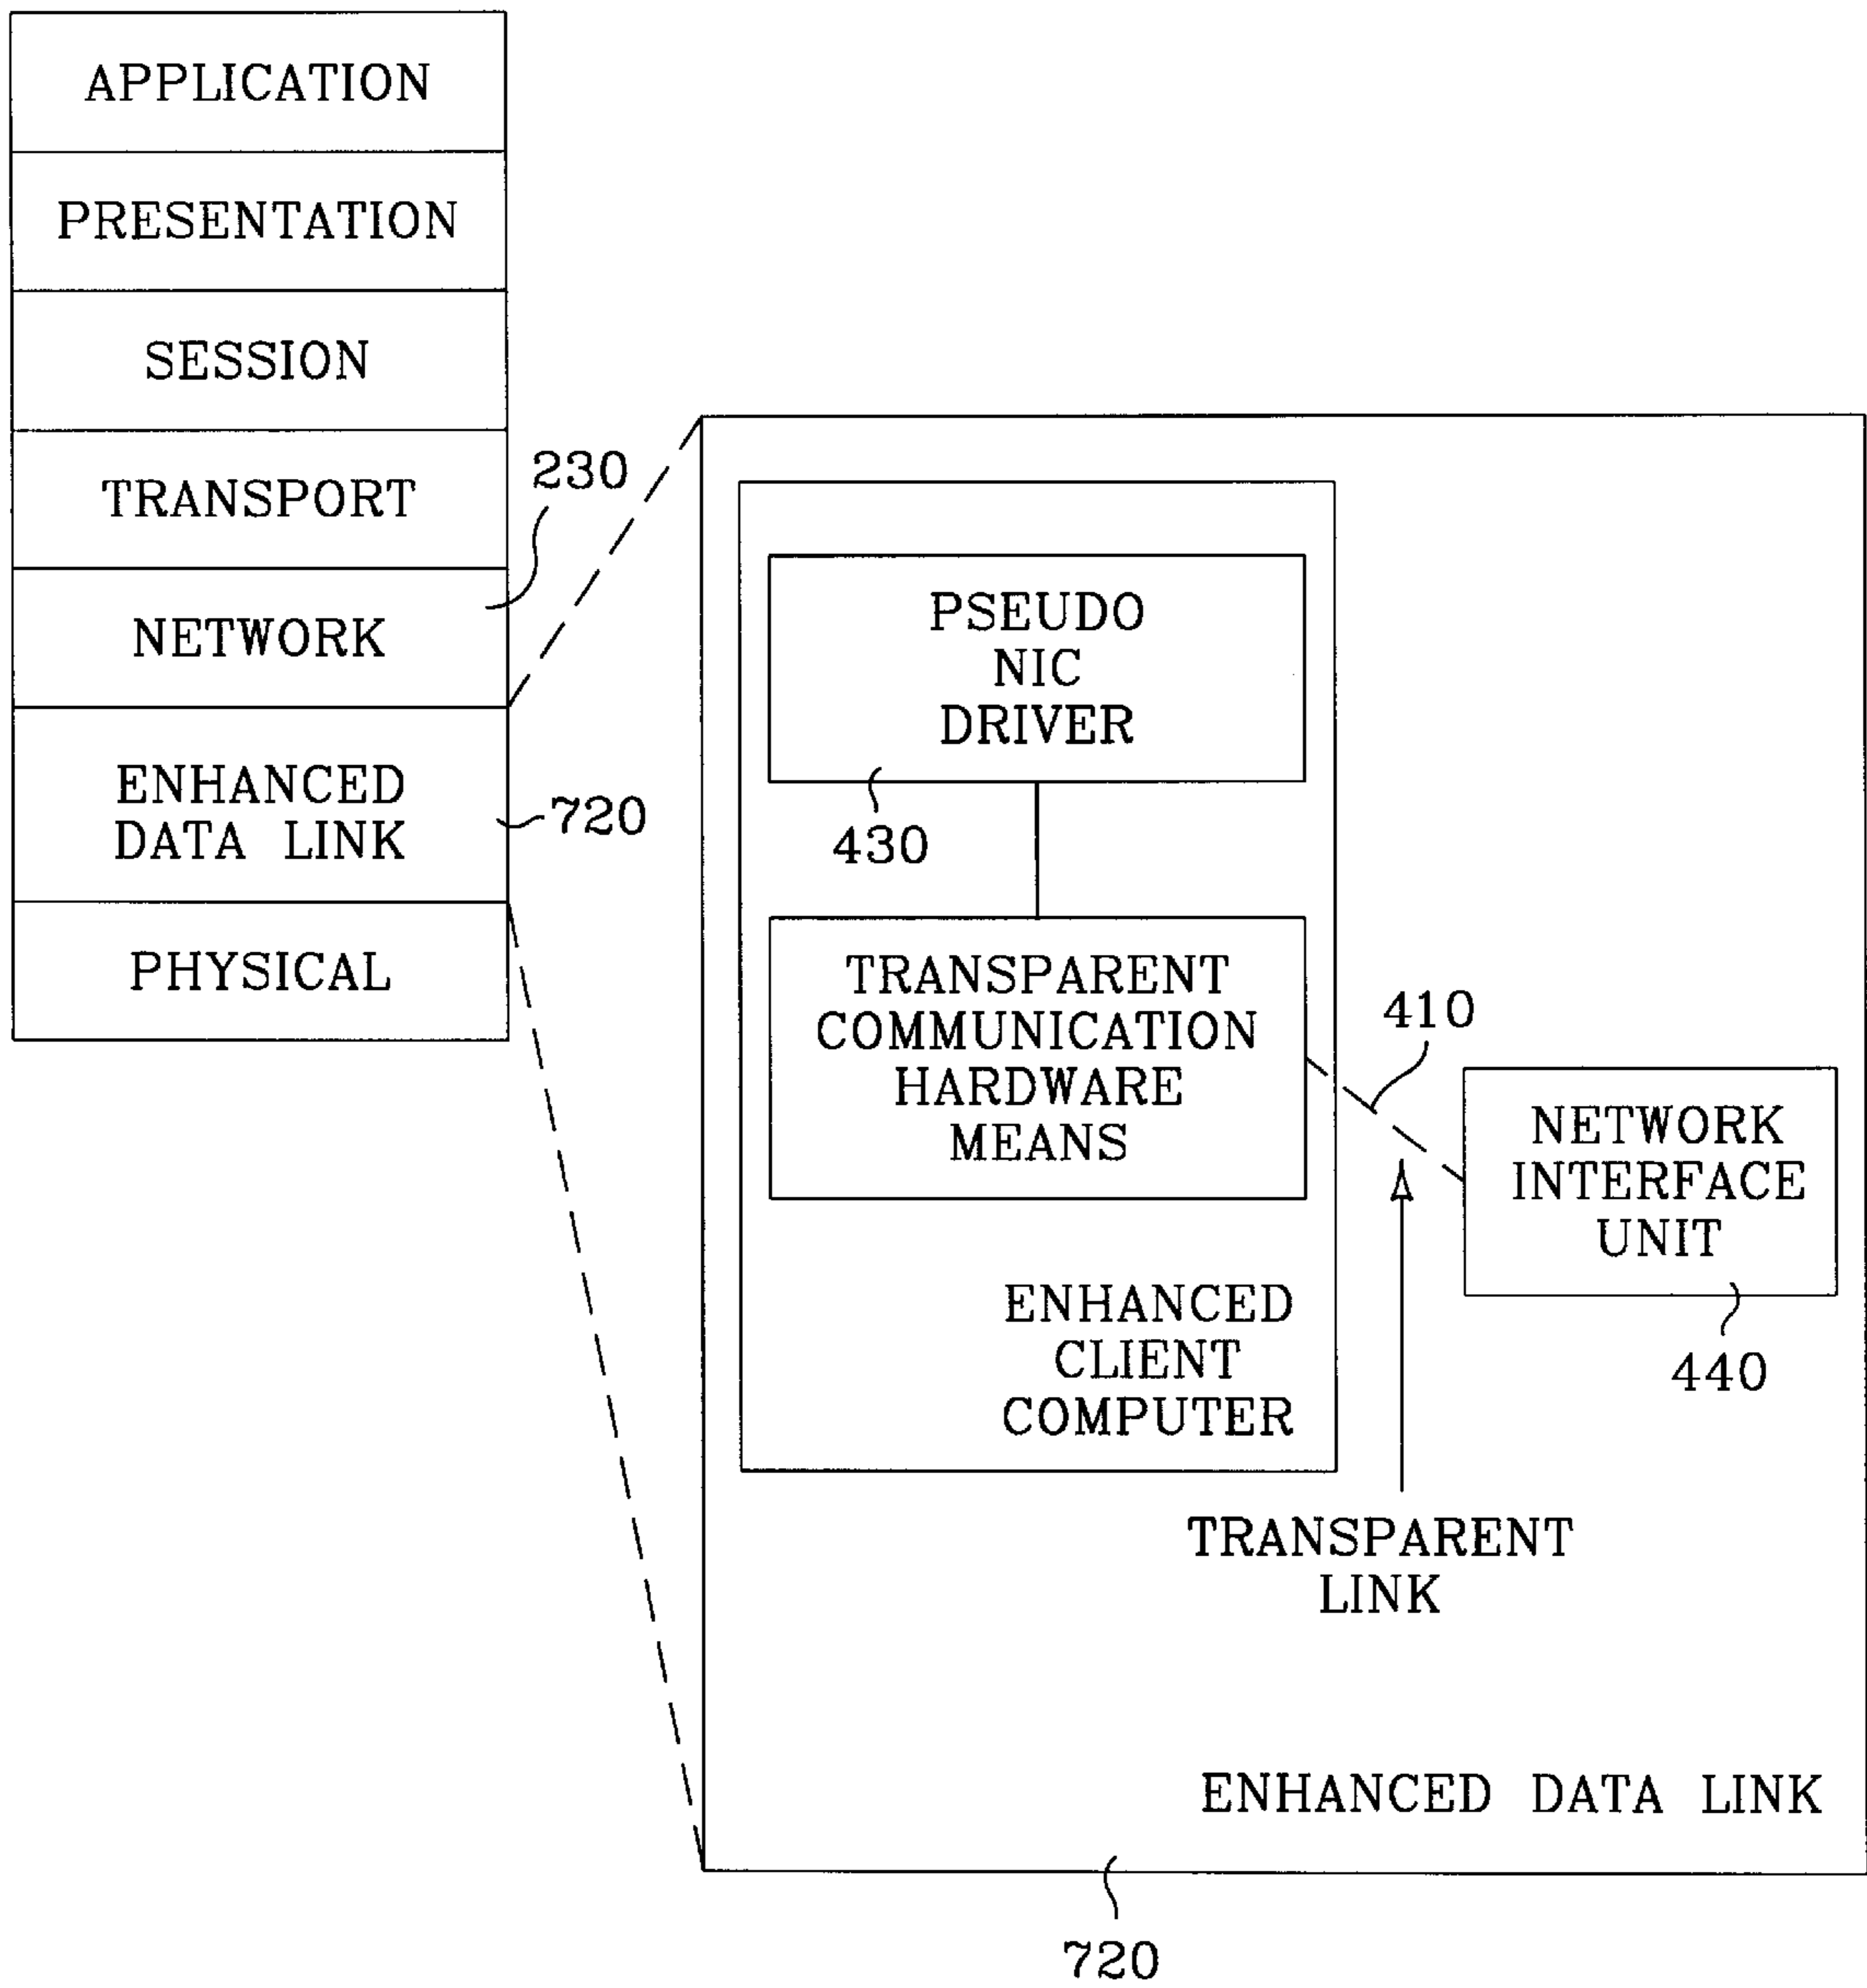 APPLICATION
PRESENTATION
SESSION
TRANSPORT
230
NETWORK
ENHANCED
DATA LINK
720
PHYSICAL
PSEUDO
NIC
DRIVER
430
TRANSPARENT
COMMUNICATION
HARDWARE
MEANS
410
NETWORK
INTERFACE
UNIT
440
ENHANCED
CLIENT
COMPUTER
TRANSPARENT
LINK
ENHANCED DATA LINK
720